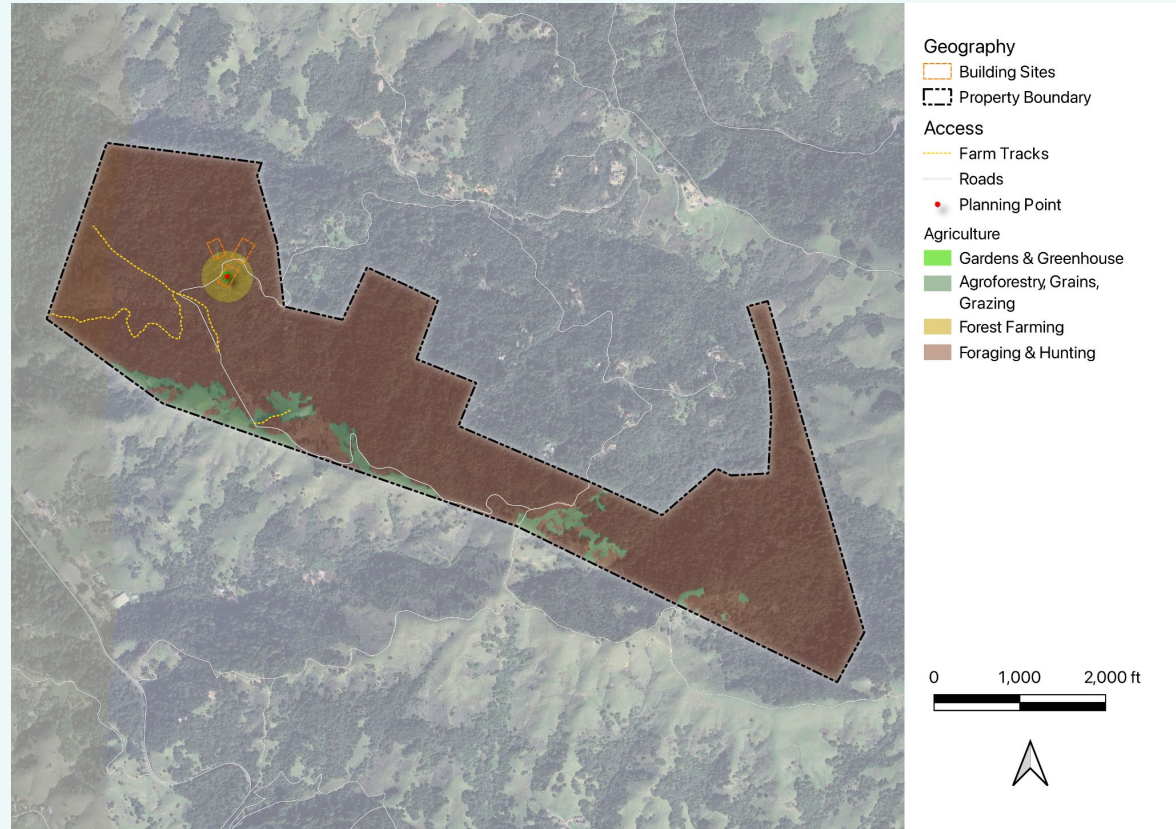 Geography
Building Sites
Property Boundary
Access
Farm Tracks
Roads
Planning Point
Agriculture
Gardens & Greenhouse
Agroforestry, Grains,
Grazing
Forest Farming
Foraging & Hunting
0 1,000 2,000 ft